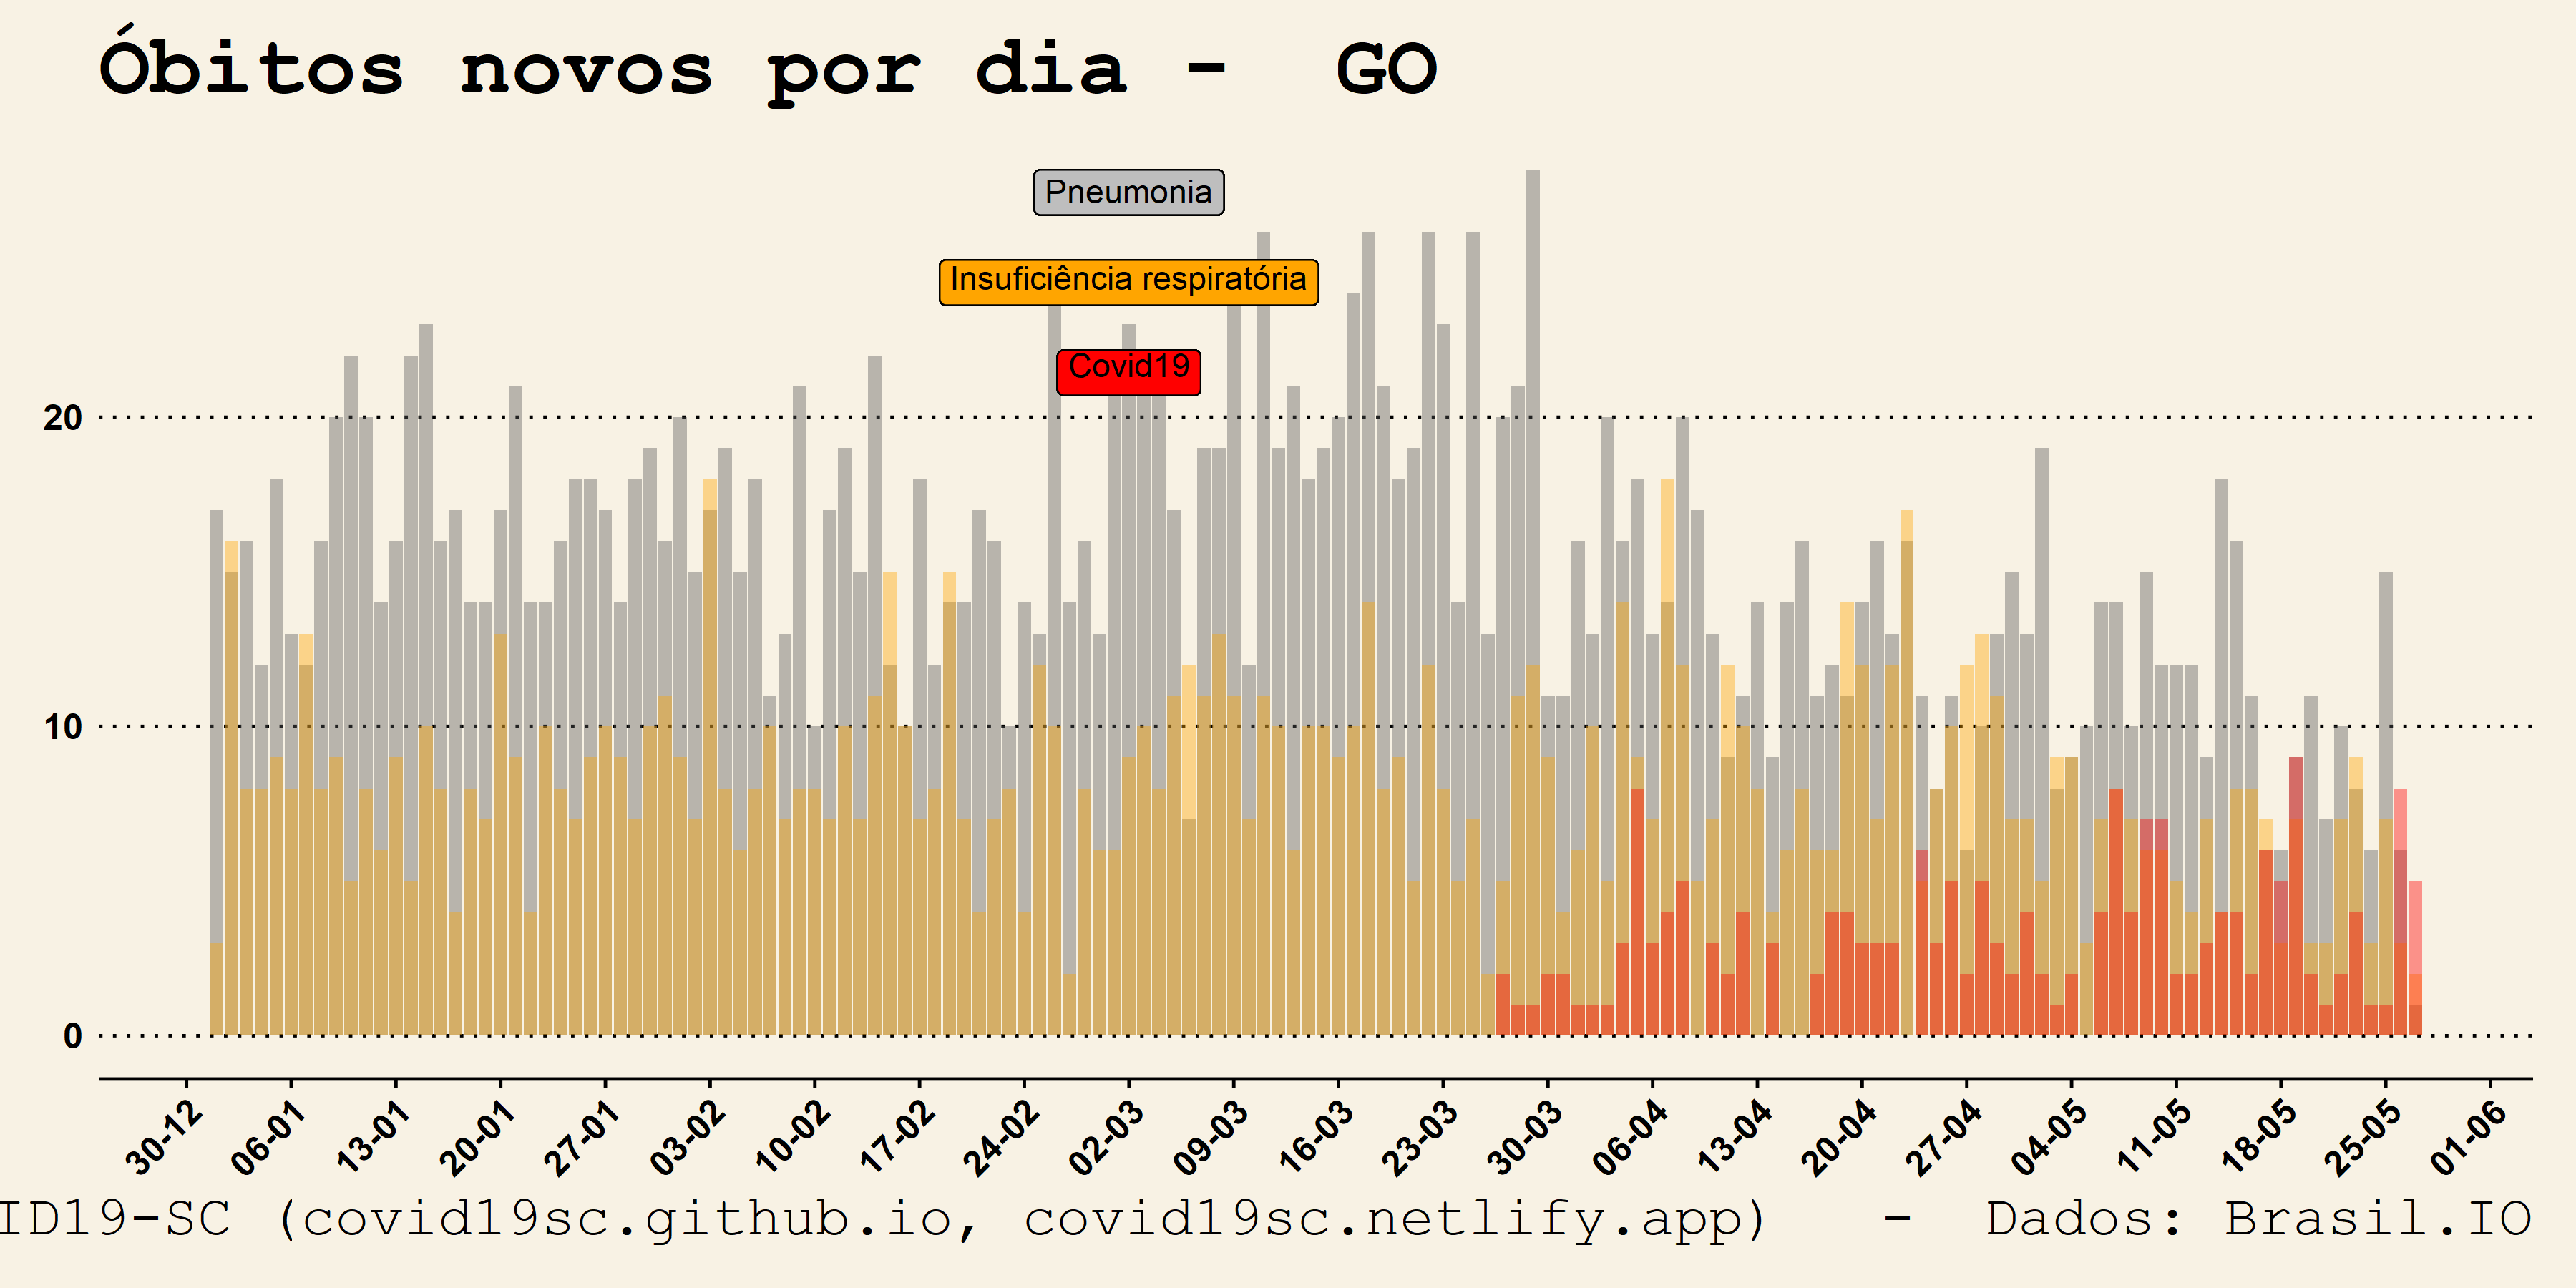 Óbitos novos por dia - GO
Pneumonia
Insuficiência respiratória
Covid19
20
10
0
30-12 06-01 13-01 20-01 27-01 03-02 10-02 17-02 24-02 02-03 09-03 16-03 23-03 30-03 06-04 13-04 20-04 27-04 04-05 11-05 18-05 25-05 01-06
ID19-SC (covid19sc.github.io, covid19sc.netlify.app) - Dados: Brasil.IO